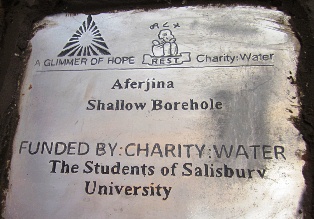 A GLIMMER OF HOPE REST Charity:Water
Aferjina
Shallow Borehole
FUNDED BY:CHARITY:WATER
The Students of Salisbury
University